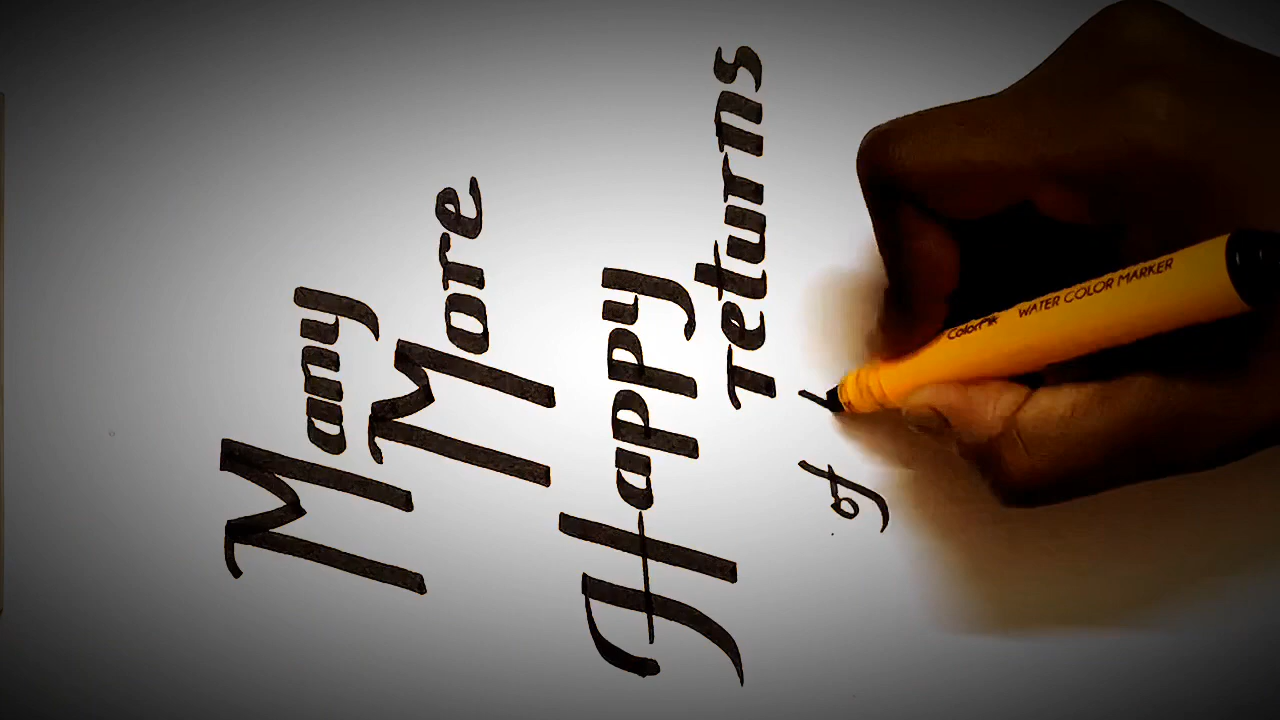 Many
More
Happy
returns
of
ColorPik WATER COLOR MARKER